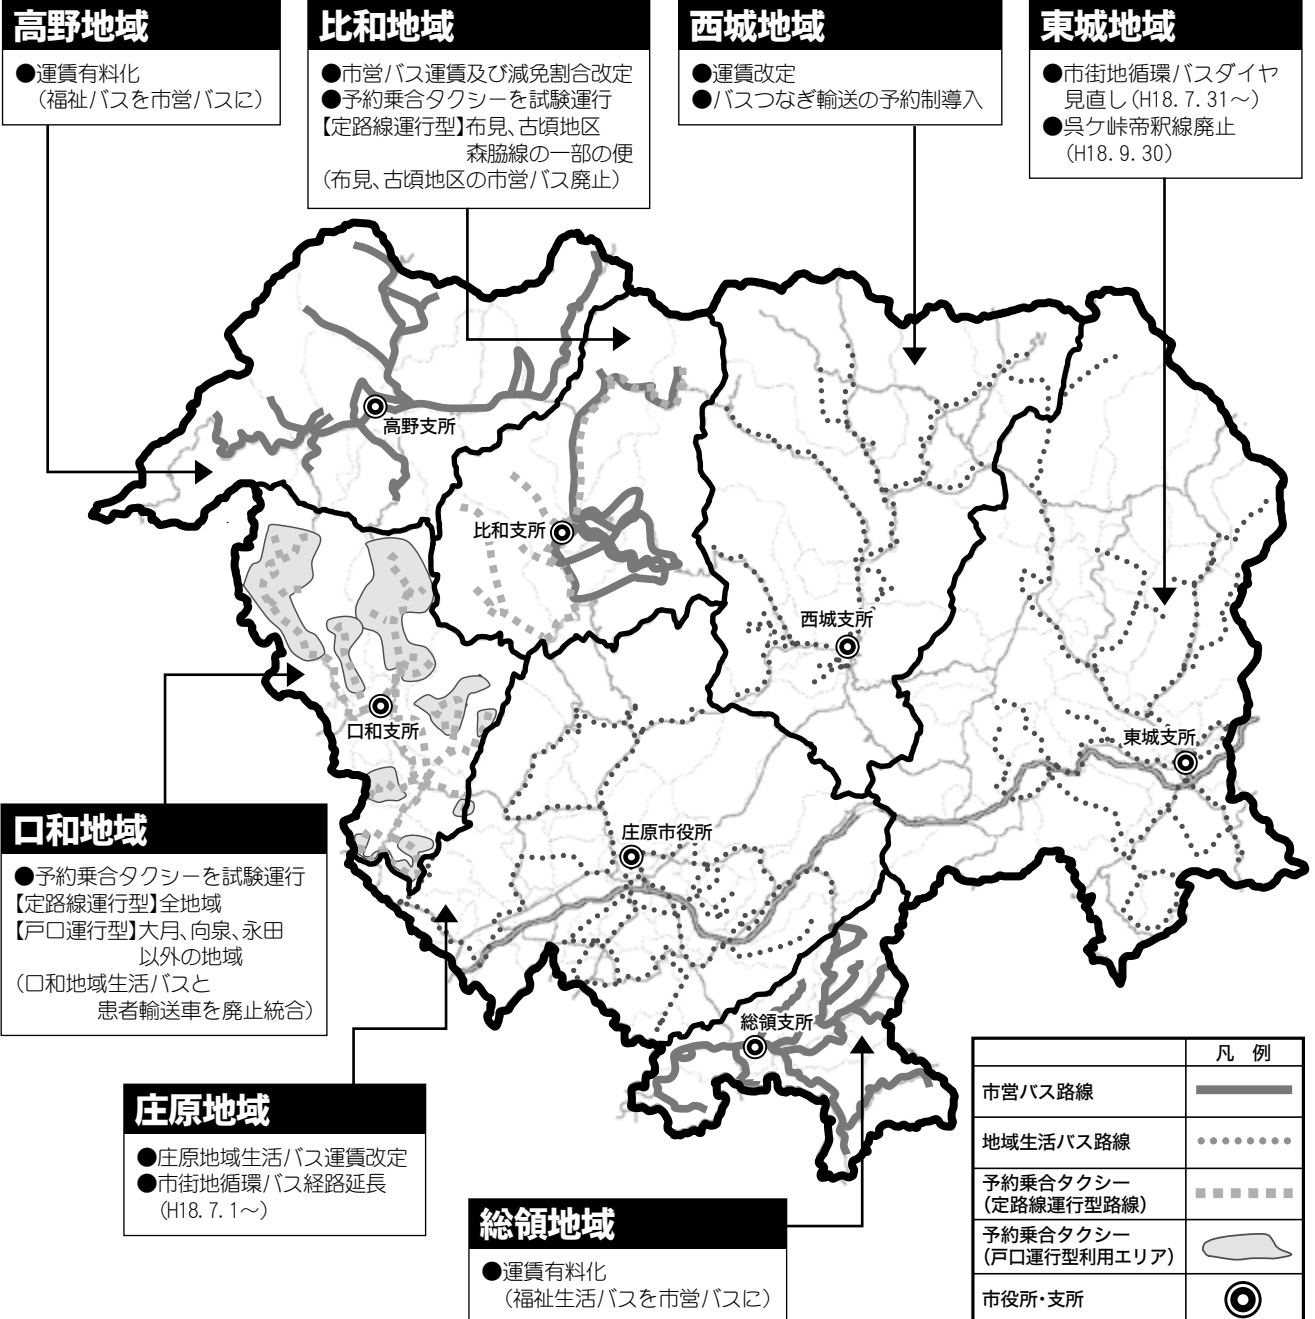 高野地域
●運賃有料化
（福祉バスを市営バスに）
比和地域
●市営バス運賃及び減免割合改定
●予約乗合タクシーを試験運行
【定路線運行型】布見、古頃地区
森脇線の一部の便
（布見、古頃地区の市営バス廃止）
西城地域
●運賃改定
●バスつなぎ輸送の予約制導入
東城地域
●市街地循環バスダイヤ
見直し（H18.7.31～）
●呉ケ峠帝釈線廃止
（H18.9.30）
高野支所
比和支所
西城支所
口和支所
東城支所
庄原市役所
総領支所
口和地域
●予約乗合タクシーを試験運行
【定路線運行型】全地域
【戸口運行型】大月、向泉、永田
以外の地域
（口和地域生活バスと
患者輸送車を廃止統合）
庄原地域
●庄原地域生活バス運賃改定
●市街地循環バス経路延長
（H18.7.1～）
総領地域
●運賃有料化
（福祉生活バスを市営バスに）
凡 例
市営バス路線
地域生活バス路線
予約乗合タクシー
（定路線運行型路線）
予約乗合タクシー
（戸口運行型利用エリア）
市役所・支所